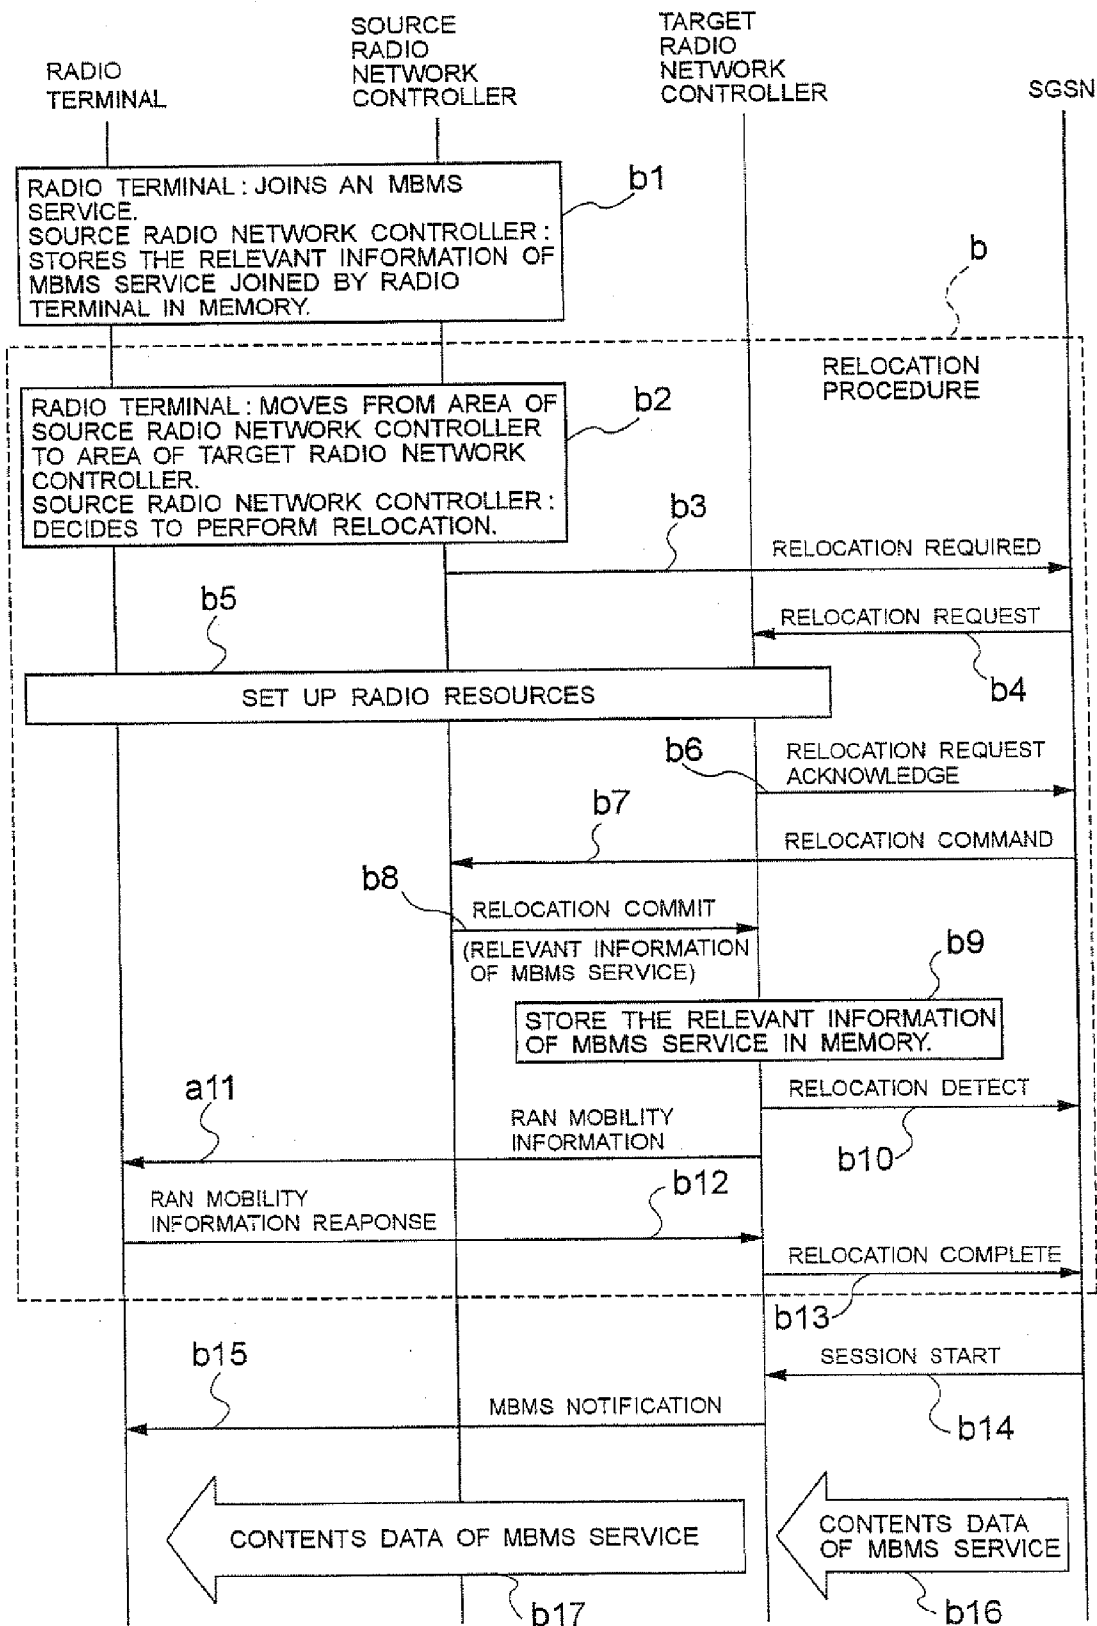 RADIO
TERMINAL
SOURCE
RADIO
NETWORK
CONTROLLER
TARGET
RADIO
NETWORK
CONTROLLER
SGSN
RADIO TERMINAL : JOINS AN MBMS
SERVICE.
SOURCE RADIO NETWORK CONTROLLER :
STORES THE RELEVANT INFORMATION OF
MBMS SERVICE JOINED BY RADIO
TERMINAL IN MEMORY.
b1
b
RELOCATION
PROCEDURE
RADIO TERMINAL : MOVES FROM AREA OF
SOURCE RADIO NETWORK CONTROLLER
TO AREA OF TARGET RADIO NETWORK
CONTROLLER.
SOURCE RADIO NETWORK CONTROLLER :
DECIDES TO PERFORM RELOCATION.
b2
b3
RELOCATION REQUIRED
b5
RELOCATION REQUEST
b4
SET UP RADIO RESOURCES
b6
RELOCATION REQUEST
ACKNOWLEDGE
b7
RELOCATION COMMAND
b8
RELOCATION COMMIT
(RELEVANT INFORMATION
OF MBMS SERVICE)
b9
STORE THE RELEVANT INFORMATION
OF MBMS SERVICE IN MEMORY.
a11
RELOCATION DETECT
RAN MOBILITY
INFORMATION
b10
b12
RAN MOBILITY
INFORMATION REAPONSE
RELOCATION COMPLETE
b13
b15
SESSION START
MBMS NOTIFICATION
b14
CONTENTS DATA OF MBMS SERVICE
CONTENTS DATA
OF MBMS SERVICE
b17
b16